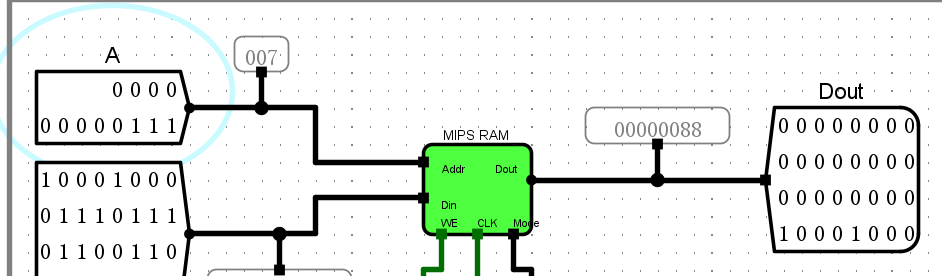 A
007
0 0 0 0
0 0 0 0 0 1 1 1
MIPS RAM
Addr Dout
Din
WE CLK Mode
00000088
Dout
0 0 0 0 0 0 0 0
0 0 0 0 0 0 0 0
0 0 0 0 0 0 0 0
1 0 0 0 1 0 0 0
1 0 0 0 1 0 0 0
0 1 1 1 0 1 1 1
0 1 1 0 0 1 1 0